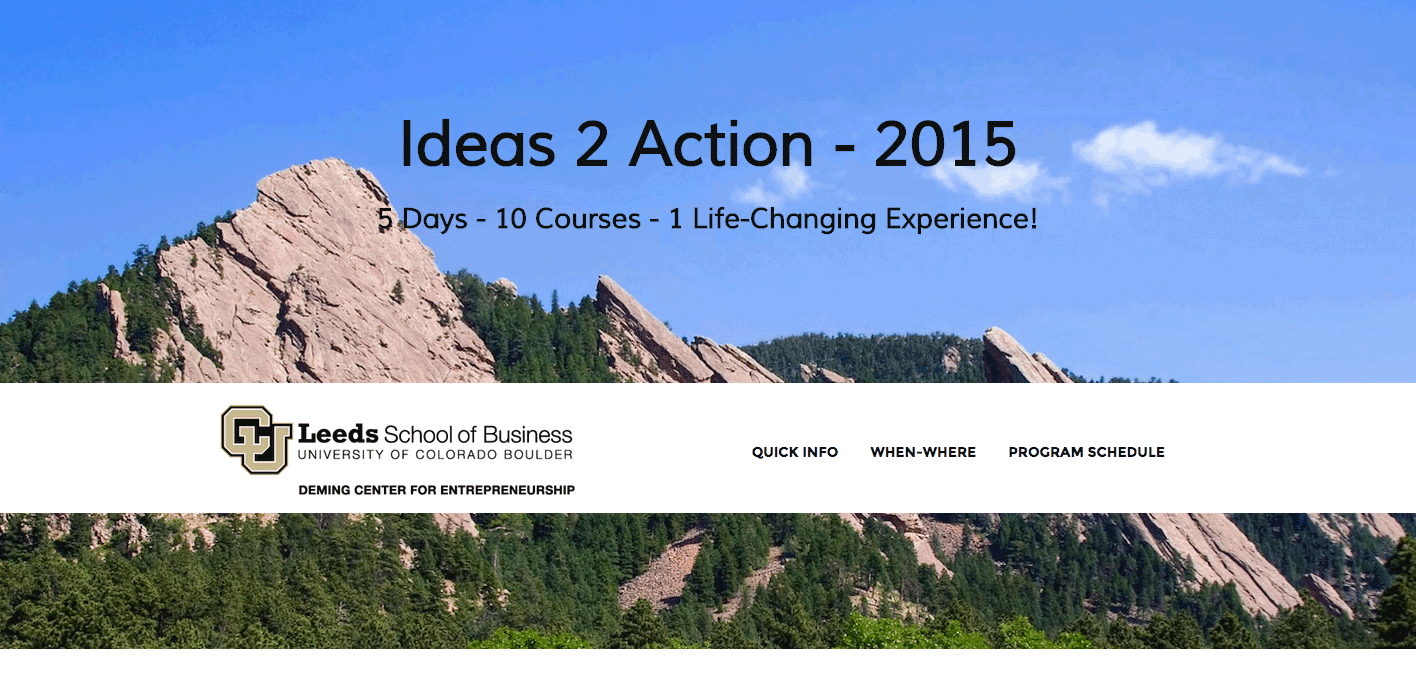 Ideas 2 Action - 2015
5 Days - 10 Courses - 1 Life-Changing Experience!
CU Leeds School of Business
UNIVERSITY OF COLORADO BOULDER
DEMING CENTER FOR ENTREPRENEURSHIP
QUICK INFO WHEN-WHERE PROGRAM SCHEDULE